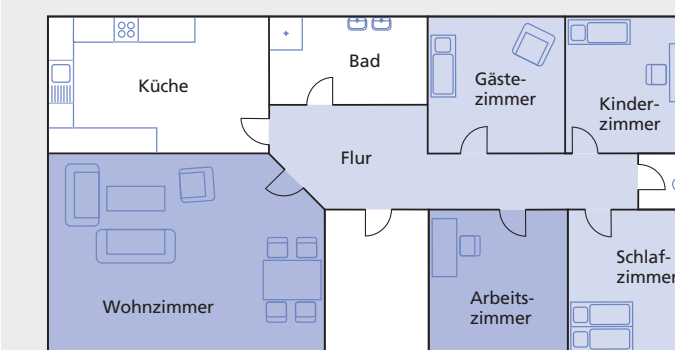 Küche
Bad
Gäste-
zimmer
Kinder-
zimmer
Flur
Wohnzimmer
Arbeits-
zimmer
Schlaf-
zimmer